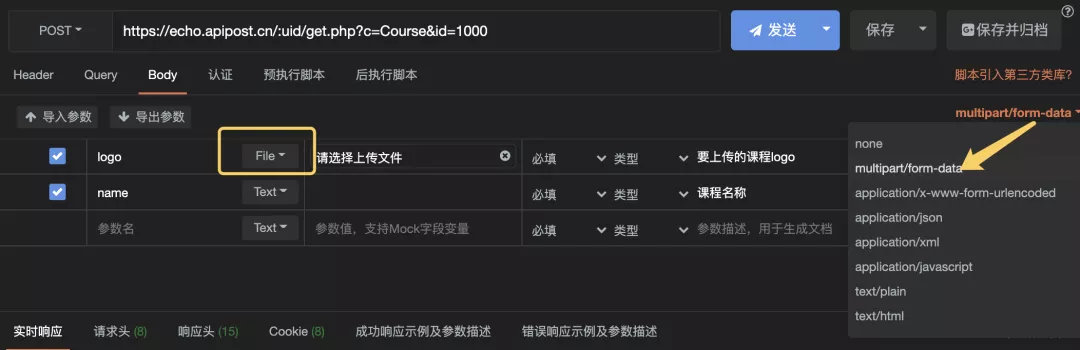 POST https://echo.apipost.cn/:uid/get.php?c=Course&id=1000 发送 保存 保存并归档
Header Query Body 认证 预执行脚本 后执行脚本 脚本引入第三方类库?
导入参数 导出参数 multipart/form-data
logo File 请选择上传文件 必填 类型 要上传的课程logo
name Text 必填 类型 课程名称
参数名 Text 参数值，支持Mock字段变量 必填 类型 参数描述，用于生成文档
none
multipart/form-data
application/x-www-form-urlencoded
application/json
application/xml
application/javascript
text/plain
text/html
实时响应 请求头 (8) 响应头 (15) Cookie (8) 成功响应示例及参数描述 错误响应示例及参数描述